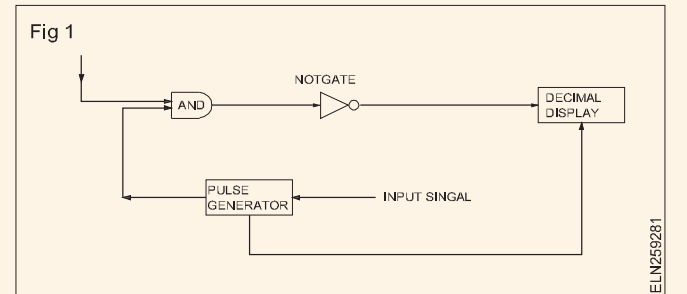 Fig 1
NOTGATE
AND
DECIMAL
DISPLAY
PULSE
GENERATOR
INPUT SINGAL
ELN259281